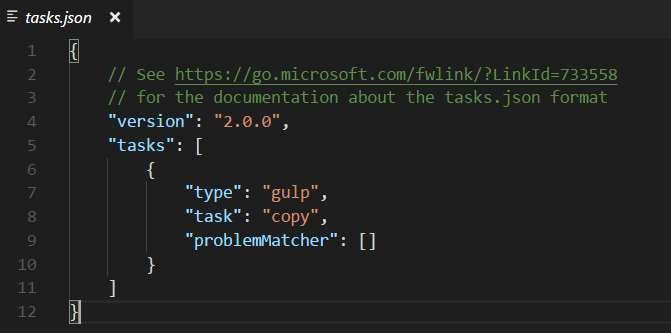 tasks.json
1 {
2 // See https://go.microsoft.com/fwlink/?LinkId=733558
3 // for the documentation about the tasks.json format
4 "version": "2.0.0",
5 "tasks": [
6 {
7 "type": "gulp",
8 "task": "copy",
9 "problemMatcher": []
10 }
11 ]
12 }